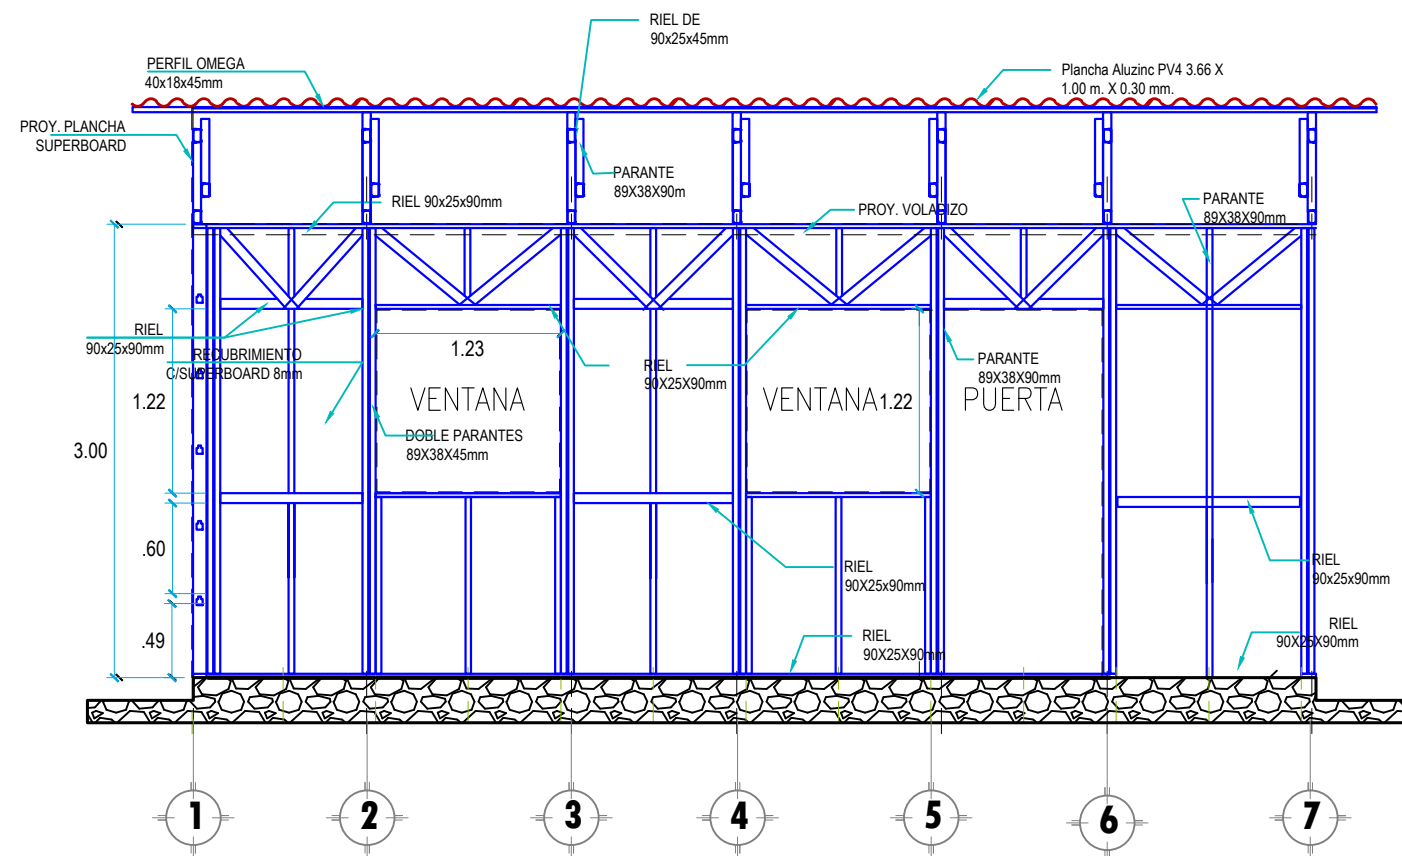 RIEL DE
90x25x45mm
PERFIL OMEGA
40x18x45mm
Plancha Aluzinc PV4 3.66 X
1.00 m. X 0.30 mm.
PROY. PLANCHA
SUPERBOARD
PARANTE
89X38X90m
RIEL 90x25x90mm
PROY. VOLADIZO
PARANTE
89X38X90mm
RIEL
90x25x90mm
RECUBRIMIENTO
C/SUPERBOARD 8mm
1.23
RIEL
90X25X90mm
PARANTE
89X38X90mm
1.22
VENTANA
VENTANA
1.22
PUERTA
DOBLE PARANTES
89X38X45mm
3.00
.60
RIEL
90X25x90mm
RIEL
90x25x90mm
.49
RIEL
90X25X90mm
RIEL
90X25X90mm
1
2
3
4
5
6
7